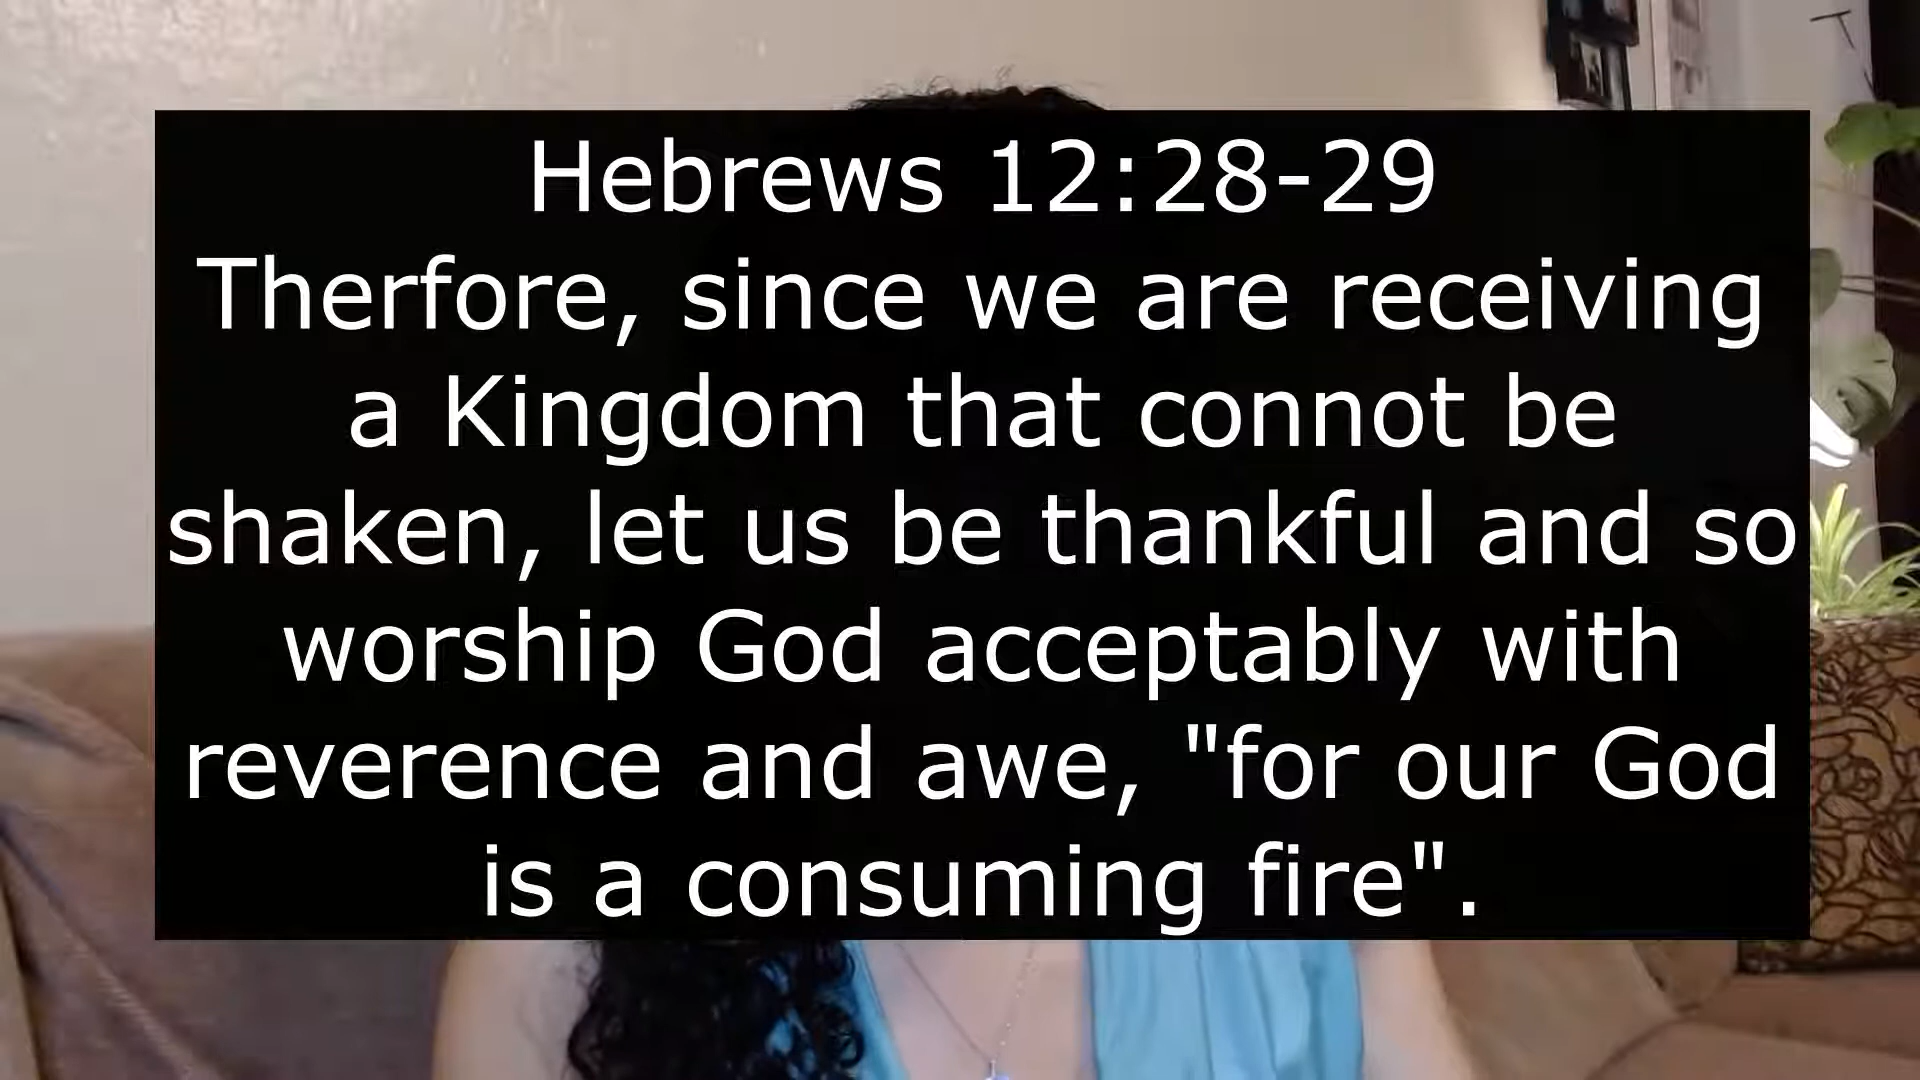 Hebrews 12:28-29
Therfore, since we are receiving
a Kingdom that connot be
shaken, let us be thankful and so
worship God acceptably with
reverence and awe, "for our God
is a consuming fire".